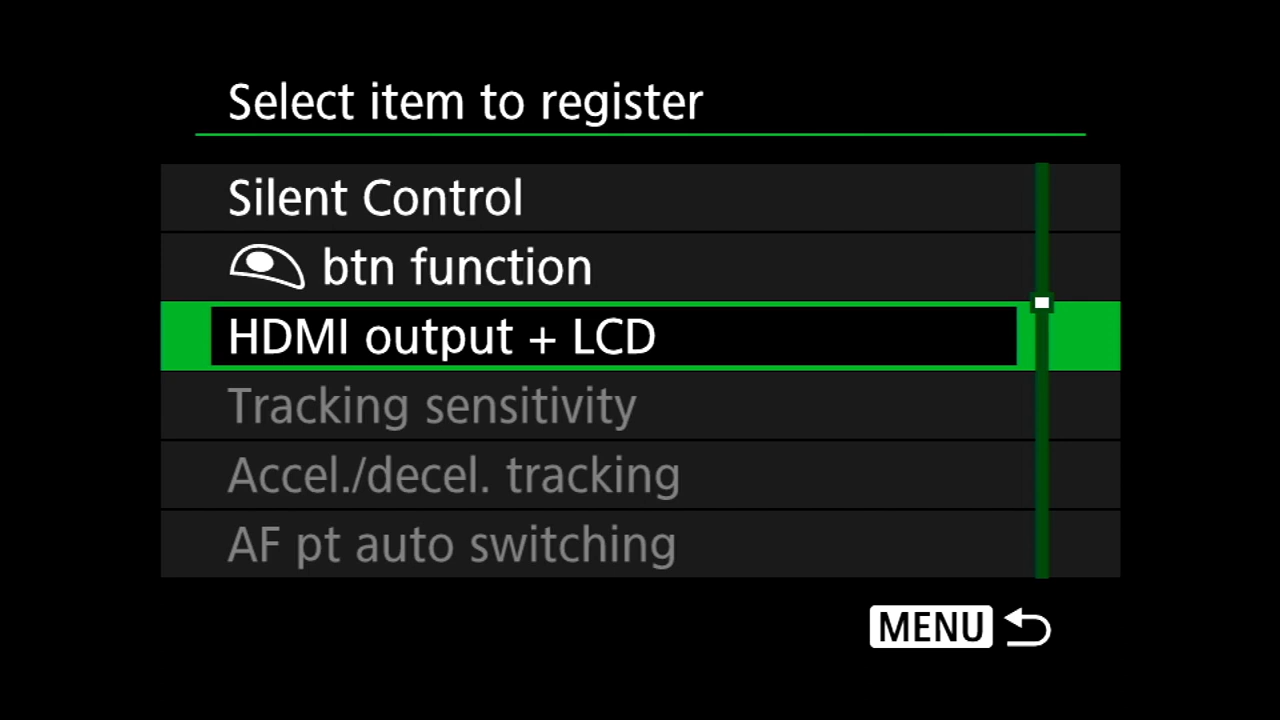 Select item to register
Silent Control
btn function
HDMI output + LCD
Tracking sensitivity
Accel./decel. tracking
AF pt auto switching
MENU